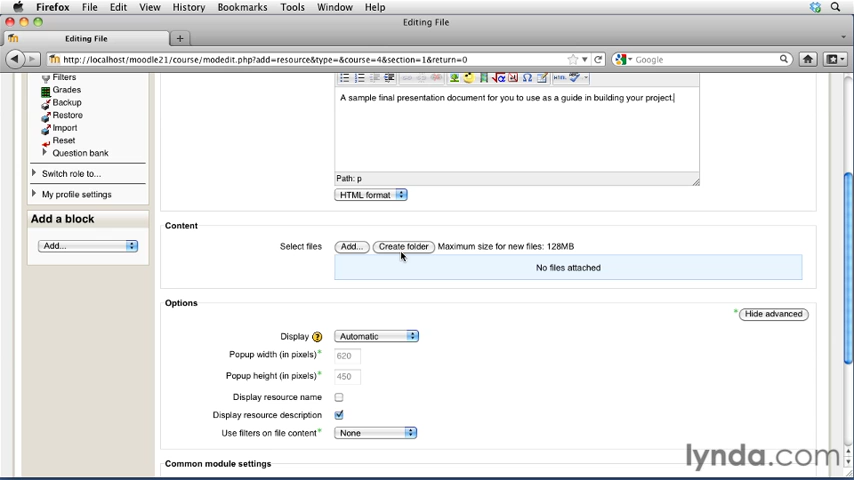 Firefox File Edit View History Bookmarks Tools Window Help
Editing File
Editing File
http://localhost/moodle21/course/modedit.php?add=resource&type=&course=4&section=1&return=0
Google
Filters
Grades
Backup
Restore
Import
Reset
Question bank
Switch role to...
My profile settings
Add a block
Add...
A sample final presentation document for you to use as a guide in building your project.
Path: p
HTML format
Content
Select files Add... Create folder Maximum size for new files: 128MB
No files attached
Options
* Hide advanced
Display Automatic
Popup width (in pixels)* 620
Popup height (in pixels)* 450
Display resource name
Display resource description
Use filters on file content* None
Common module settings
lynda.com